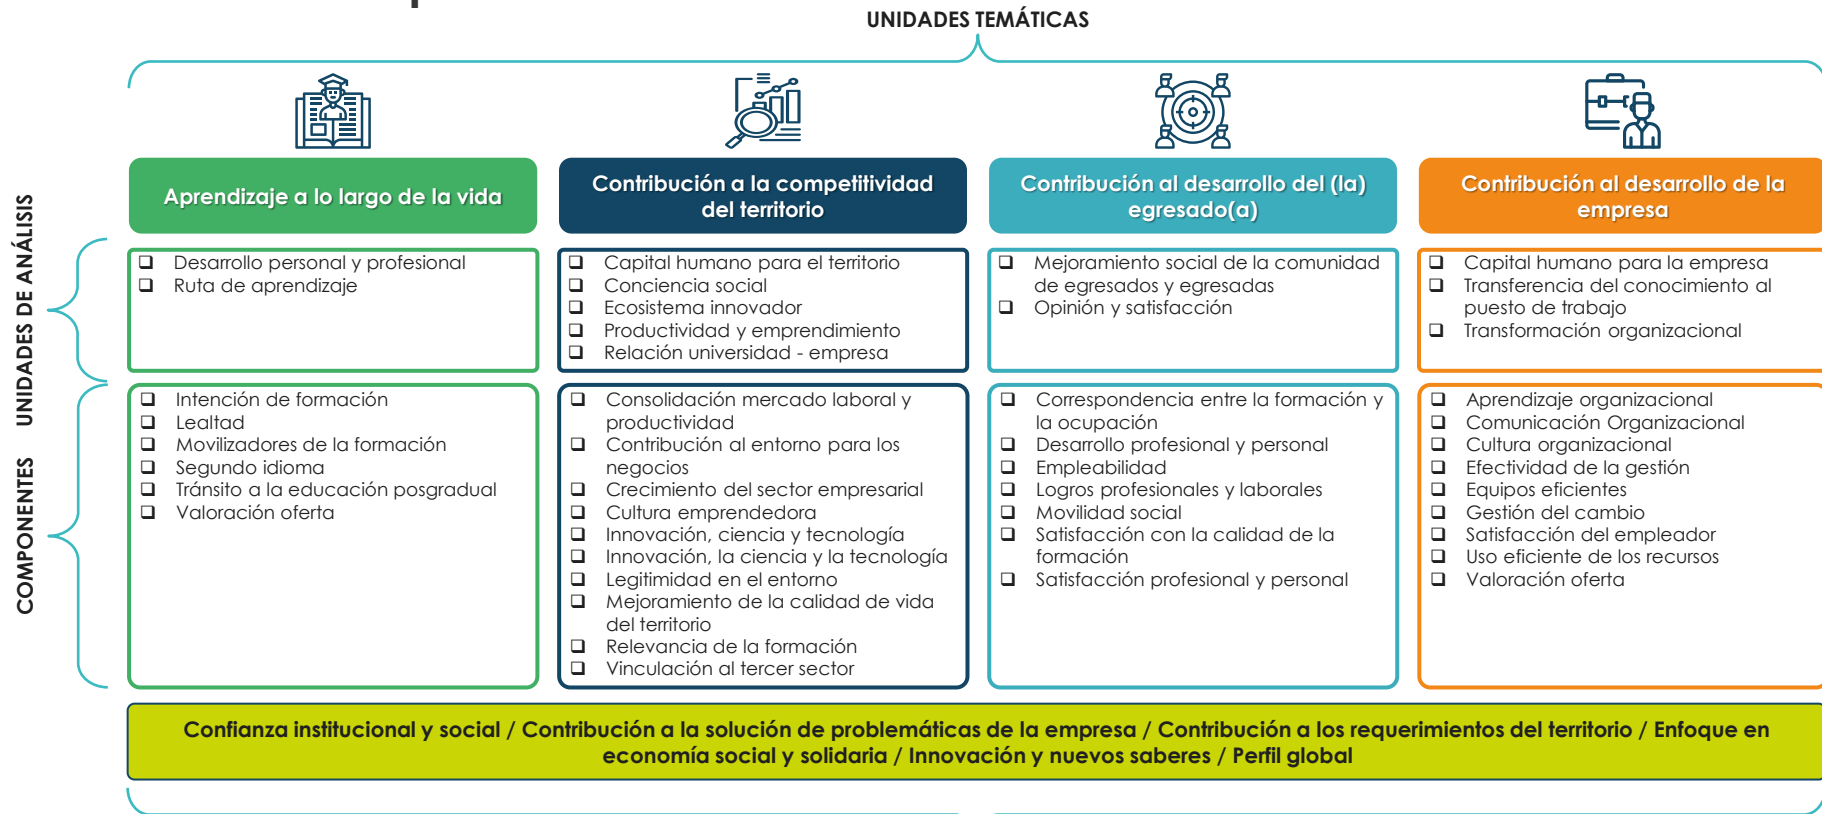 UNIDADES TEMÁTICAS
Aprendizaje a lo largo de la vida
Contribución a la competitividad
del territorio
Contribución al desarrollo del (la)
egresado(a)
Contribución al desarrollo de la
empresa
UNIDADES DE ANÁLISIS
Desarrollo personal y profesional
Ruta de aprendizaje
Capital humano para el territorio
Conciencia social
Ecosistema innovador
Productividad y emprendimiento
Relación universidad - empresa
Mejoramiento social de la comunidad
de egresados y egresadas
Opinión y satisfacción
Capital humano para la empresa
Transferencia del conocimiento al
puesto de trabajo
Transformación organizacional
COMPONENTES
Intención de formación
Lealtad
Movilizadores de la formación
Segundo idioma
Tránsito a la educación posgradual
Valoración oferta
Consolidación mercado laboral y
productividad
Contribución al entorno para los
negocios
Crecimiento del sector empresarial
Cultura emprendedora
Innovación, ciencia y tecnología
Innovación, la ciencia y la tecnología
Legitimidad en el entorno
Mejoramiento de la calidad de vida
del territorio
Relevancia de la formación
Vinculación al tercer sector
Correspondencia entre la formación y
la ocupación
Desarrollo profesional y personal
Empleabilidad
Logros profesionales y laborales
Movilidad social
Satisfacción con la calidad de la
formación
Satisfacción profesional y personal
Aprendizaje organizacional
Comunicación Organizacional
Cultura organizacional
Efectividad de la gestión
Equipos eficientes
Gestión del cambio
Satisfacción del empleador
Uso eficiente de los recursos
Valoración oferta
Confianza institucional y social / Contribución a la solución de problemáticas de la empresa / Contribución a los requerimientos del territorio / Enfoque en
economía social y solidaria / Innovación y nuevos saberes / Perfil global